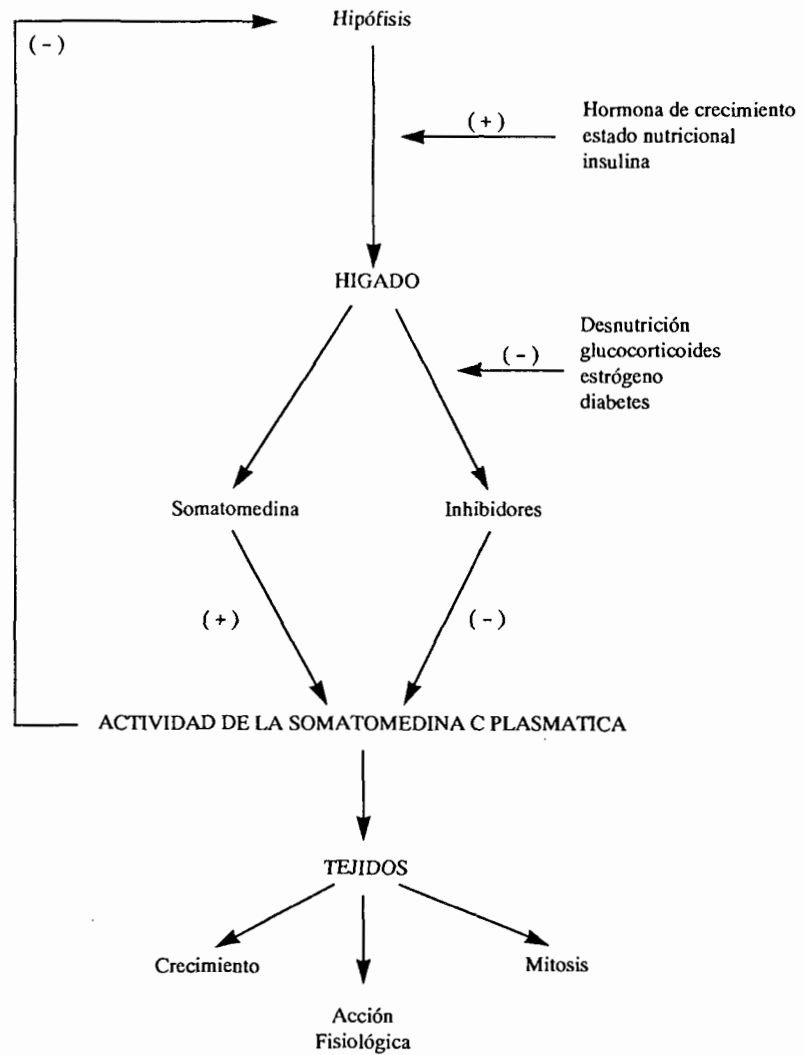 Hipófisis
( - )
( + )
Hormona de crecimiento
estado nutricional
insulina
HIGADO
( - )
Desnutrición
glucocorticoides
estrógeno
diabetes
Somatomedina
Inhibidores
( + )
( - )
ACTIVIDAD DE LA SOMATOMEDINA C PLASMATICA
TEJIDOS
Crecimiento
Mitosis
Acción
Fisiológica